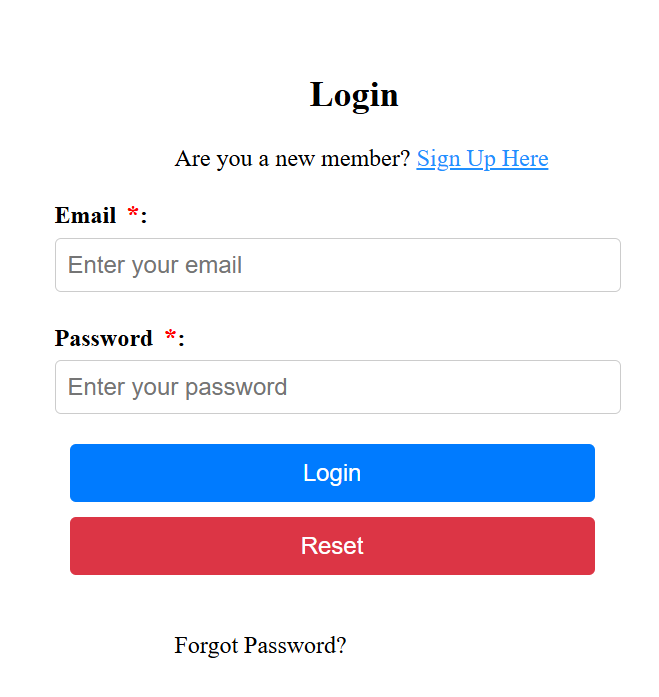 Login
Are you a new member? Sign Up Here
Email *:
Enter your email
Password *:
Enter your password
Login
Reset
Forgot Password?